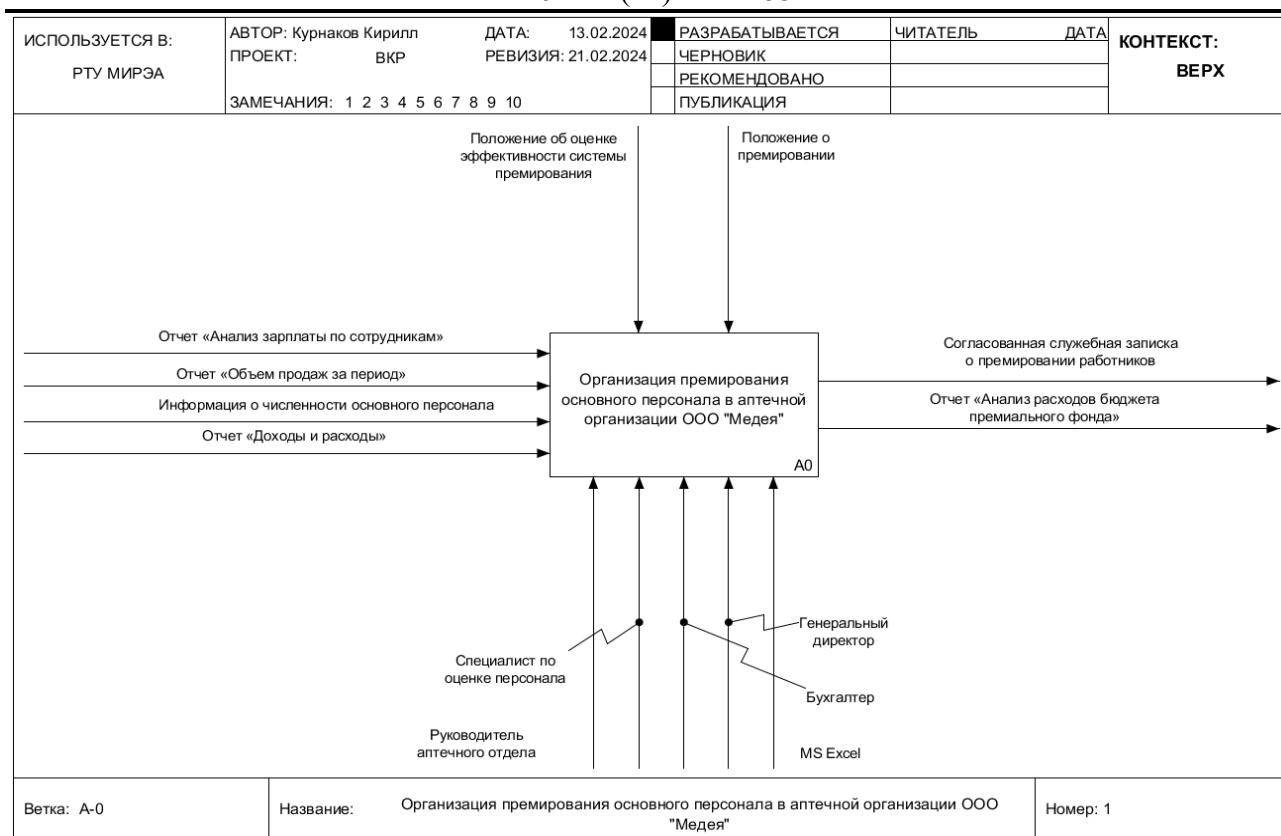 ИСПОЛЬЗУЕТСЯ В:
РТУ МИРЭА
АВТОР: Курнаков Кирилл
ДАТА: 13.02.2024
ПРОЕКТ: ВКР
РЕВИЗИЯ: 21.02.2024
ЗАМЕЧАНИЯ: 1 2 3 4 5 6 7 8 9 10
РАЗРАБАТЫВАЕТСЯ
ЧЕРНОВИК
РЕКОМЕНДОВАНО
ПУБЛИКАЦИЯ
ЧИТАТЕЛЬ ДАТА
КОНТЕКСТ:
ВЕРХ
Положение об оценке
эффективности системы
премирования
Положение о
премировании
Отчет «Анализ зарплаты по сотрудникам»
Отчет «Объем продаж за период»
Информация о численности основного персонала
Отчет «Доходы и расходы»
Организация премирования
основного персонала в аптечной
организации ООО "Медея"
A0
Согласованная служебная записка
о премировании работников
Отчет «Анализ расходов бюджета
премиального фонда»
Генеральный
директор
Специалист по
оценке персонала
Бухгалтер
Руководитель
аптечного отдела
MS Excel
Ветка: A-0
Название:
Организация премирования основного персонала в аптечной организации ООО
"Медея"
Номер: 1